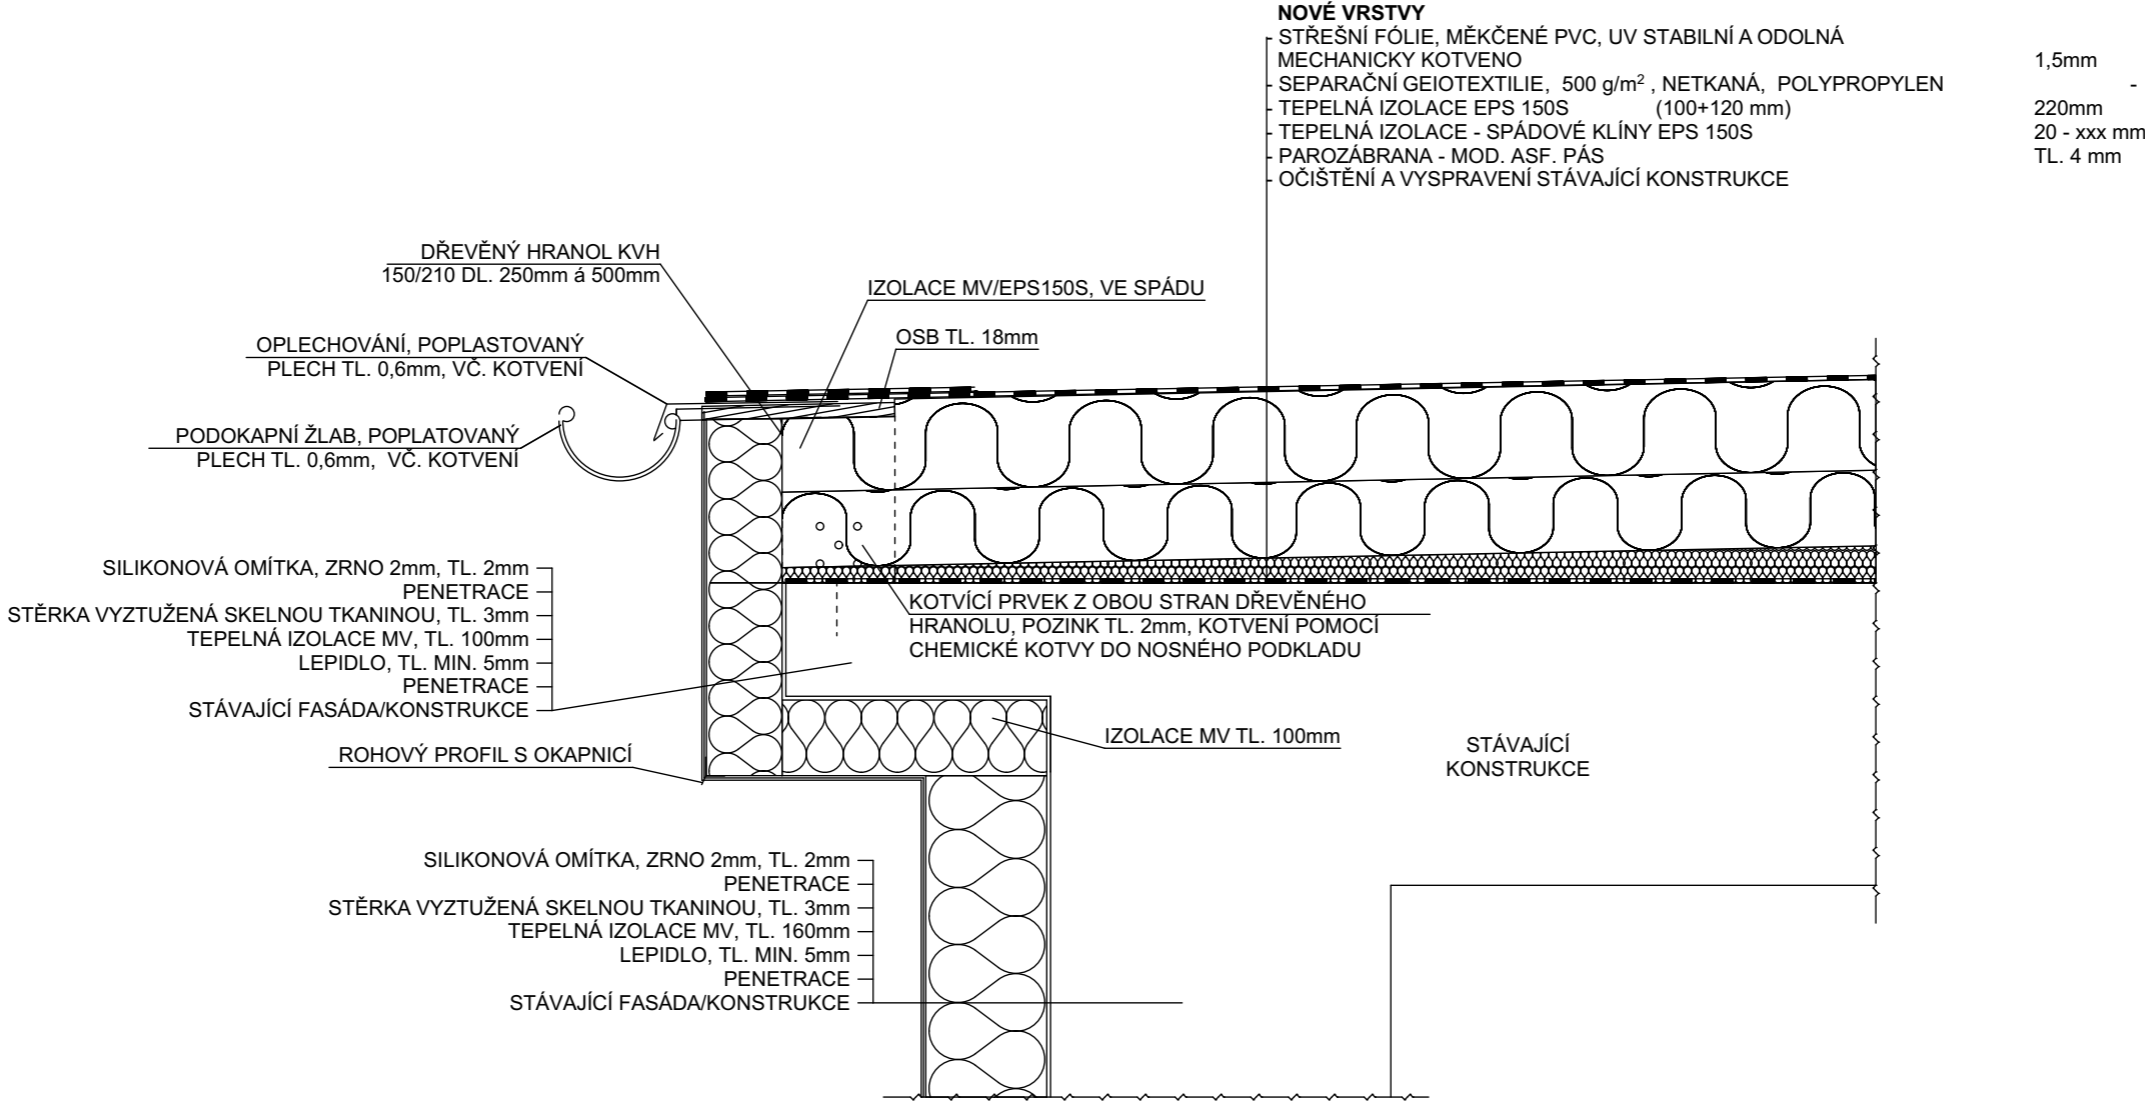 NOVÉ VRSTVY
STŘEŠNÍ FÓLIE, MĚKČENÉ PVC, UV STABILNÍ A ODOLNÁ
MECHANICKY KOTVENO 1,5mm
SEPARAČNÍ GEIOTEXTILIE, 500 g/m², NETKANÁ, POLYPROPYLEN -
TEPELNÁ IZOLACE EPS 150S (100+120 mm) 220mm
TEPELNÁ IZOLACE - SPÁDOVÉ KLÍNY EPS 150S 20 - xxx mm
PAROZÁBRANA - MOD. ASF. PÁS TL. 4 mm
OČIŠTĚNÍ A VYSPRAVENÍ STÁVAJÍCÍ KONSTRUKCE
DŘEVĚNÝ HRANOL KVH
150/210 DL. 250mm á 500mm
IZOLACE MV/EPS150S, VE SPÁDU
OSB TL. 18mm
OPLECHOVÁNÍ, POPLASTOVANÝ
PLECH TL. 0,6mm, VČ. KOTVENÍ
PODOKAPNÍ ŽLAB, POPLATOVANÝ
PLECH TL. 0,6mm, VČ. KOTVENÍ
SILIKONOVÁ OMÍTKA, ZRNO 2mm, TL. 2mm
PENETRACE
STĚRKA VYZTUŽENÁ SKELNOU TKANINOU, TL. 3mm
TEPELNÁ IZOLACE MV, TL. 100mm
LEPIDLO, TL. MIN. 5mm
PENETRACE
STÁVAJÍCÍ FASÁDA/KONSTRUKCE
KOTVÍCÍ PRVEK Z OBOU STRAN DŘEVĚNÉHO
HRANOLU, POZINK TL. 2mm, KOTVENÍ POMOCÍ
CHEMICKÉ KOTVY DO NOSNÉHO PODKLADU
ROHOVÝ PROFIL S OKAPNICÍ
IZOLACE MV TL. 100mm
STÁVAJÍCÍ
KONSTRUKCE
SILIKONOVÁ OMÍTKA, ZRNO 2mm, TL. 2mm
PENETRACE
STĚRKA VYZTUŽENÁ SKELNOU TKANINOU, TL. 3mm
TEPELNÁ IZOLACE MV, TL. 160mm
LEPIDLO, TL. MIN. 5mm
PENETRACE
STÁVAJÍCÍ FASÁDA/KONSTRUKCE